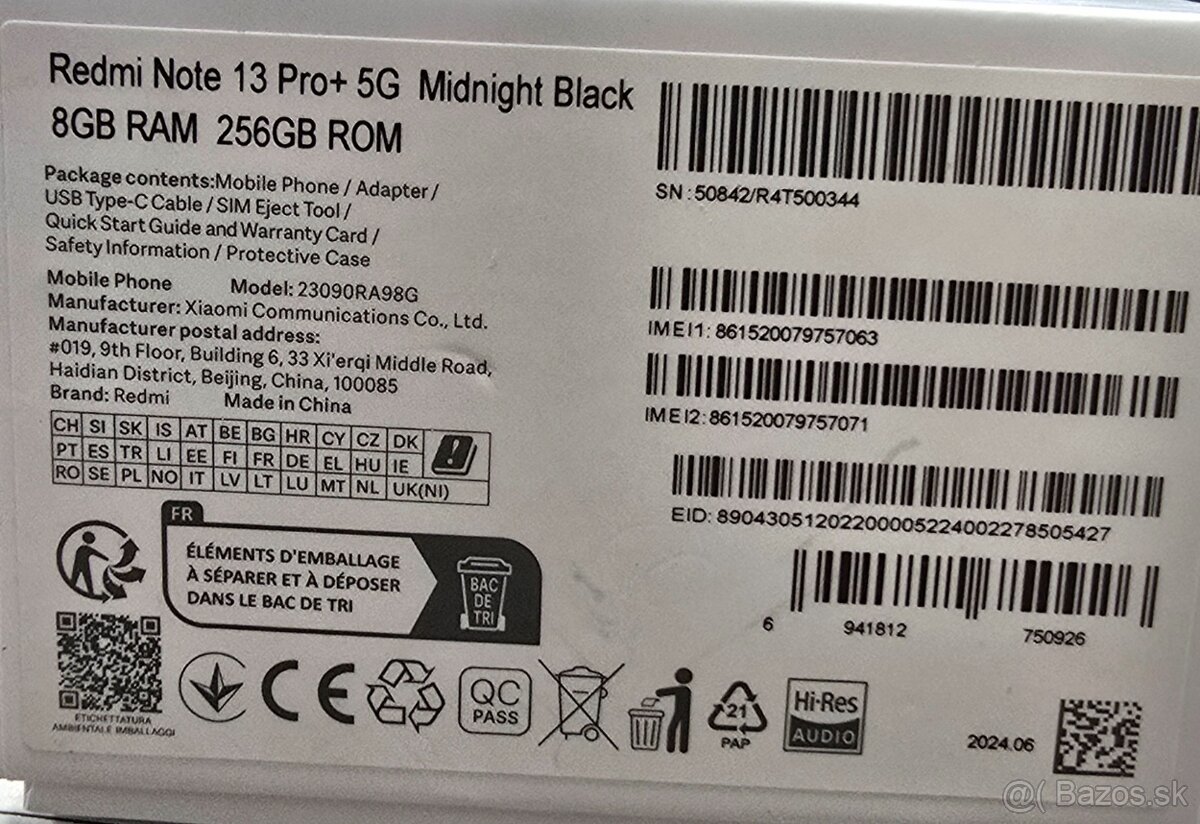 Redmi Note 13 Pro+ 5G Midnight Black
8GB RAM 256GB ROM
Package contents:Mobile Phone / Adapter /
USB Type-C Cable / SIM Eject Tool /
Quick Start Guide and Warranty Card /
Safety Information / Protective Case
Mobile Phone Model: 23090RA98G
Manufacturer: Xiaomi Communications Co., Ltd.
Manufacturer postal address:
#019, 9th Floor, Building 6, 33 Xi'erqi Middle Road,
Haidian District, Beijing, China, 100085
Brand: Redmi Made in China
CH SI SK IS AT BE BG HR CY CZ DK
PT ES TR LI EE FI FR DE EL HU IE
RO SE PL NO IT LV LT LU MT NL UK(NI)
FR
ÉLÉMENTS D'EMBALLAGE
À SÉPARER ET À DÉPOSER
DANS LE BAC DE TRI
BAC
DE
TRI
ETICHETTATURA
AMBIENTALE IMBALLAGGI
CE
QC
PASS
21
PAP
Hi-Res
AUDIO
SN : 50842/R4T500344
IMEI1: 861520079757063
IMEI2: 861520079757071
EID: 89043051202200005224002278505427
6 941812 750926
2024.06
@( Bazos.sk